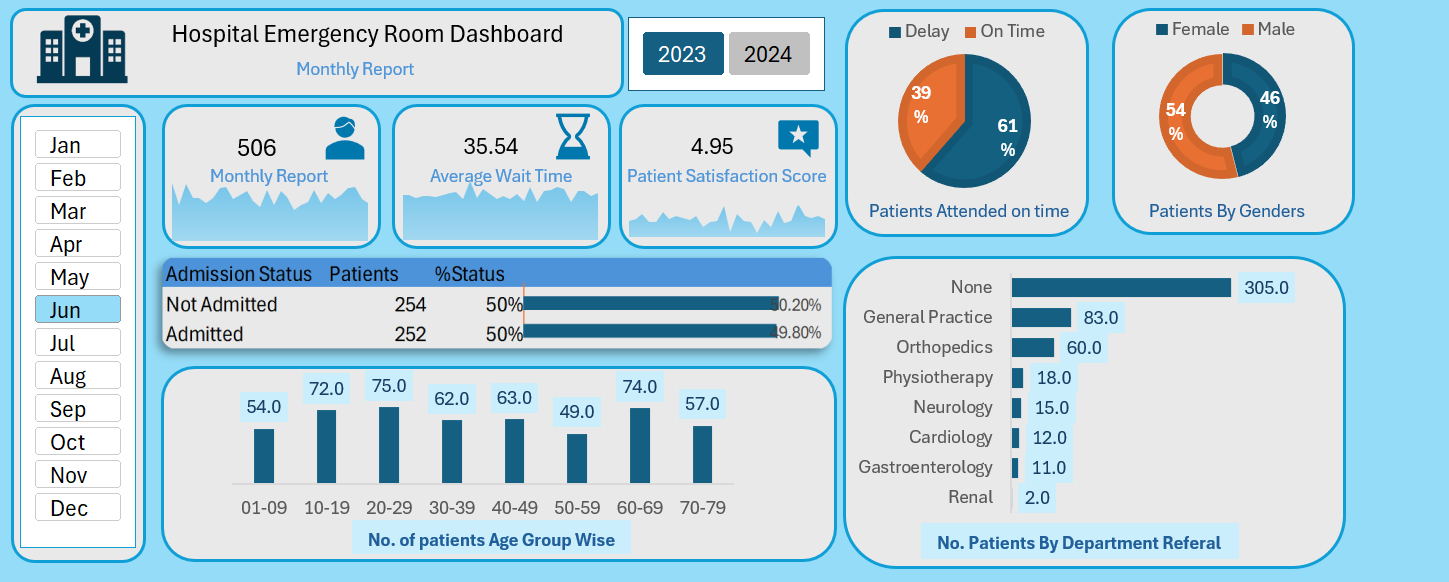 Hospital Emergency Room Dashboard
Monthly Report
2023 2024
Jan
Feb
Mar
Apr
May
Jun
Jul
Aug
Sep
Oct
Nov
Dec
506
Monthly Report
35.54
Average Wait Time
4.95
Patient Satisfaction Score
Delay On Time
39
%
61
%
Patients Attended on time
Female Male
46
%
54
%
Patients By Genders
Admission Status Patients %Status
Not Admitted 254 50% 50.20%
Admitted 252 50% 49.80%
54.0 72.0 75.0 62.0 63.0 49.0 74.0 57.0
01-09 10-19 20-29 30-39 40-49 50-59 60-69 70-79
No. of patients Age Group Wise
None 305.0
General Practice 83.0
Orthopedics 60.0
Physiotherapy 18.0
Neurology 15.0
Cardiology 12.0
Gastroenterology 11.0
Renal 2.0
No. Patients By Department Referal